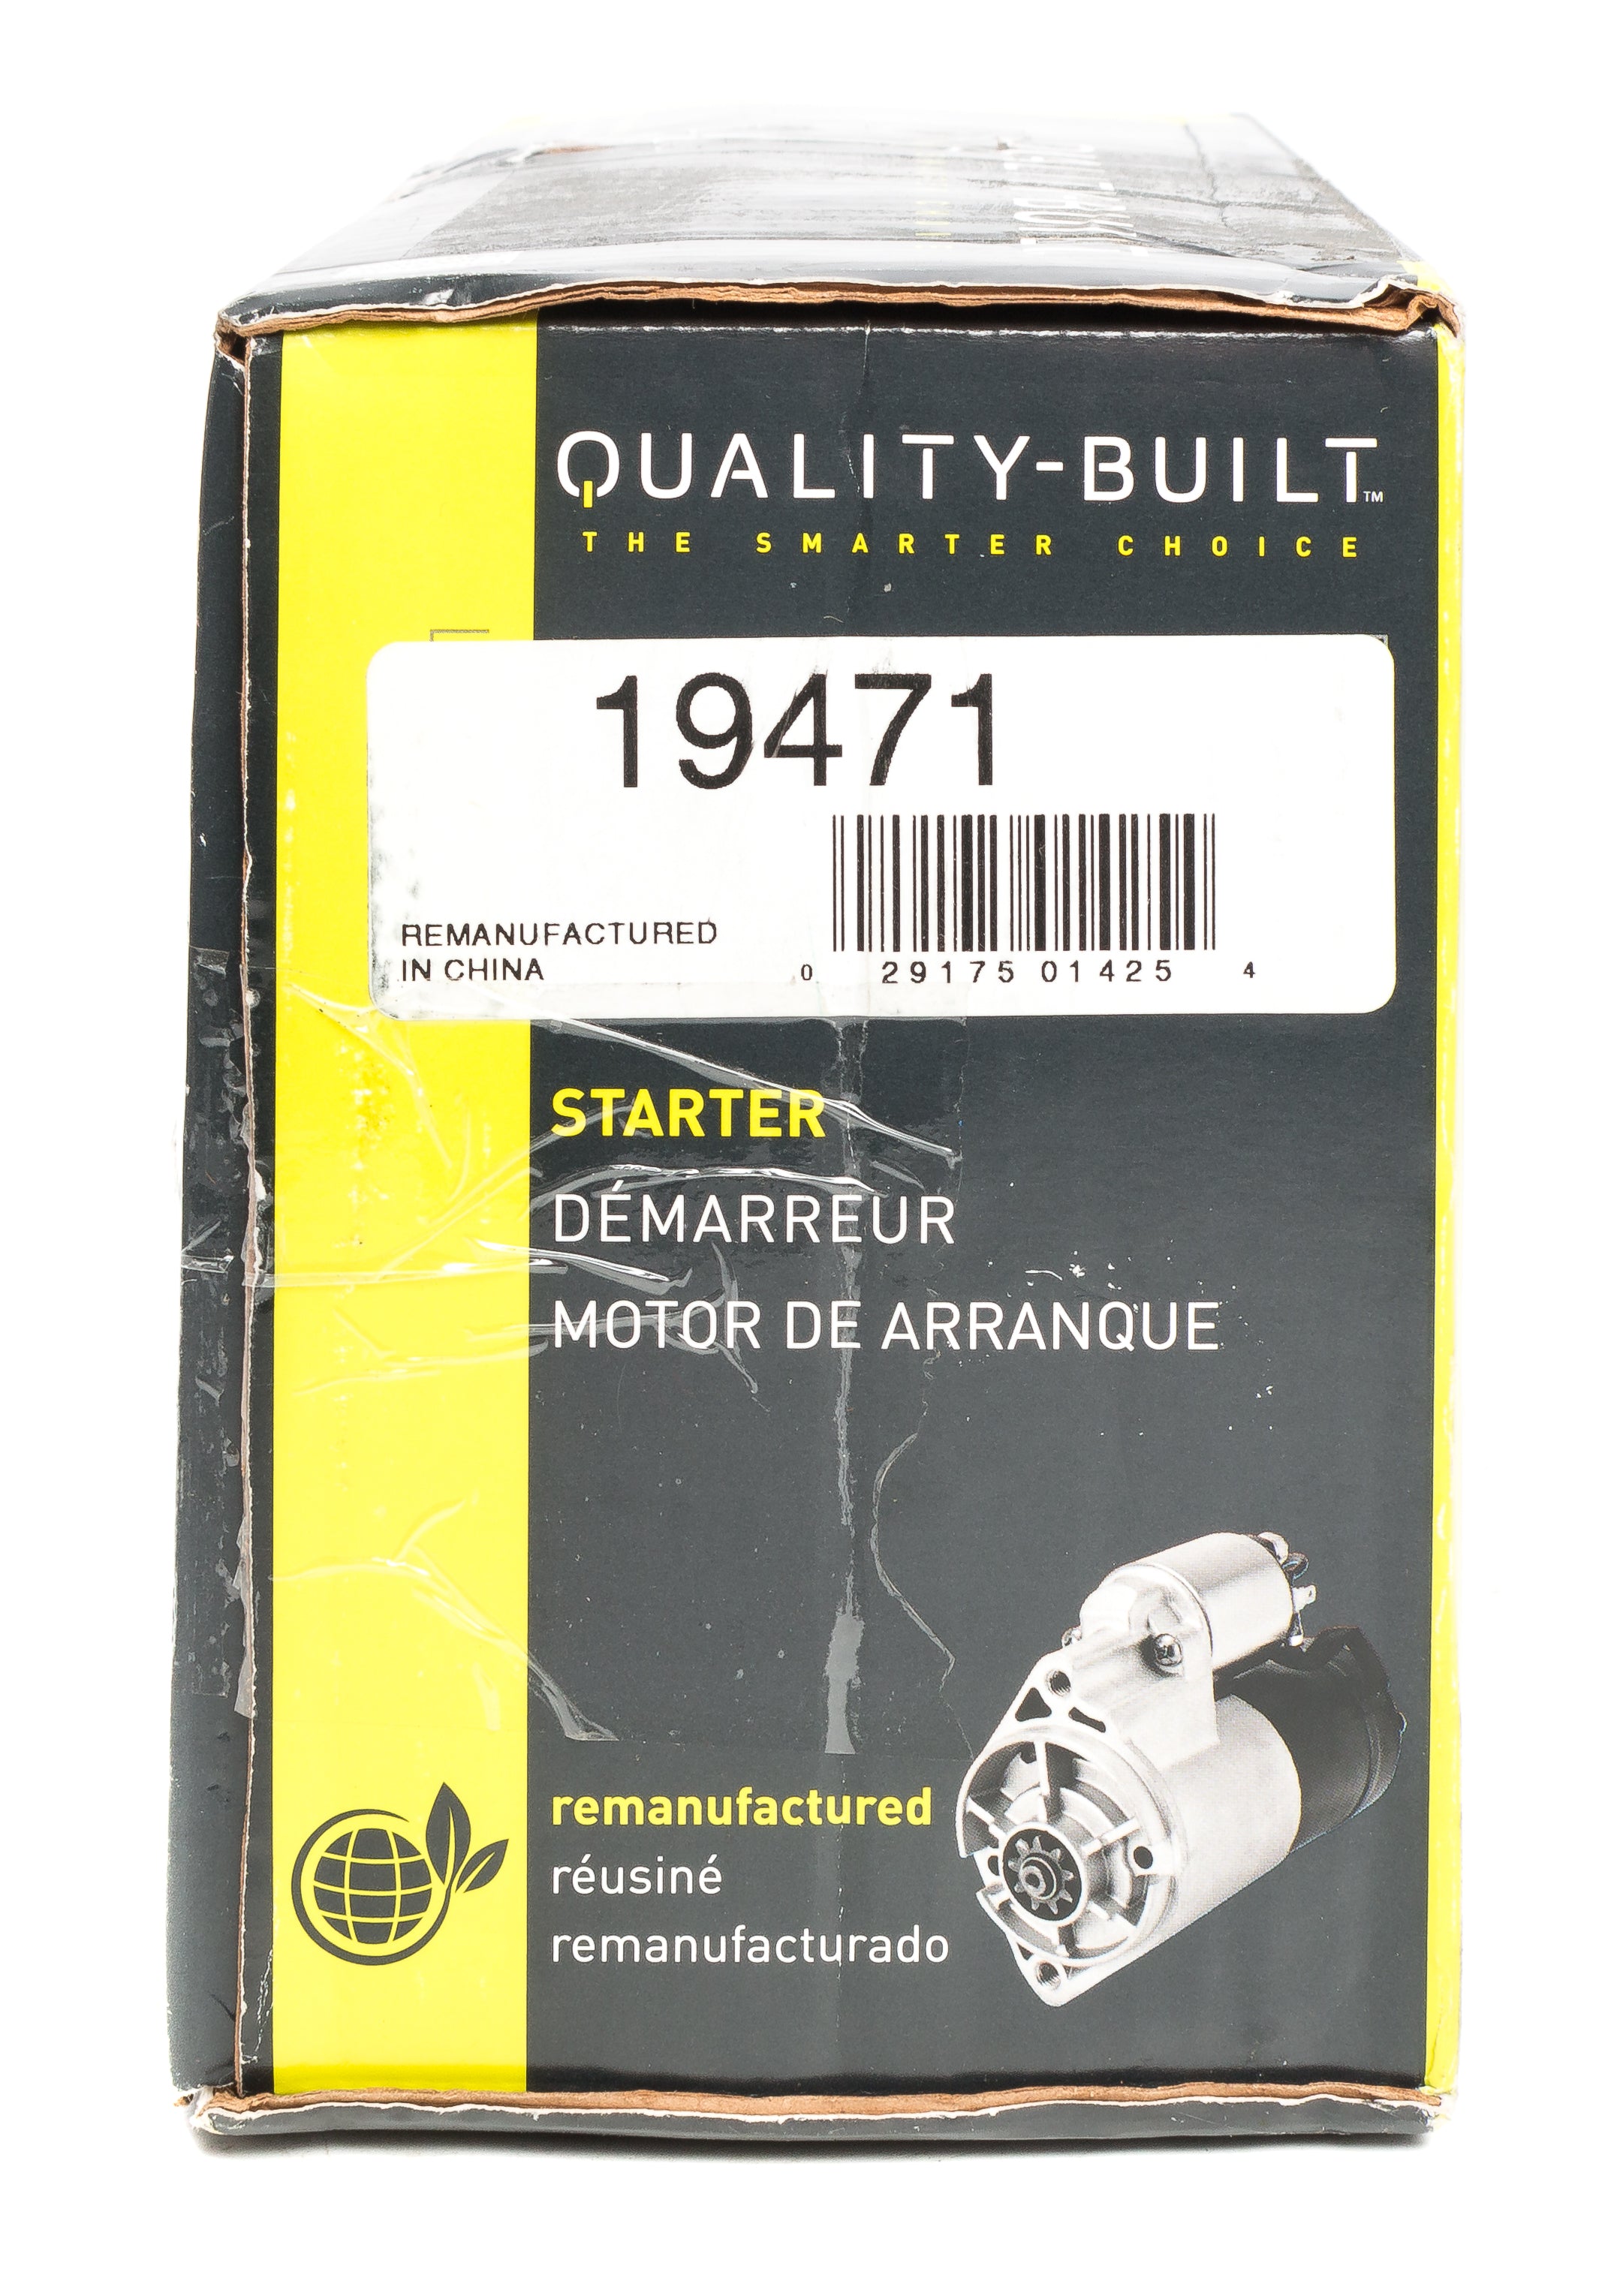 QUALITY-BUILT™
THE SMARTER CHOICE
19471
REMANUFACTURED
IN CHINA
0 29175 01425 4
STARTER
DÉMARREUR
MOTOR DE ARRANQUE
remanufactured
réusiné
remanufacturado